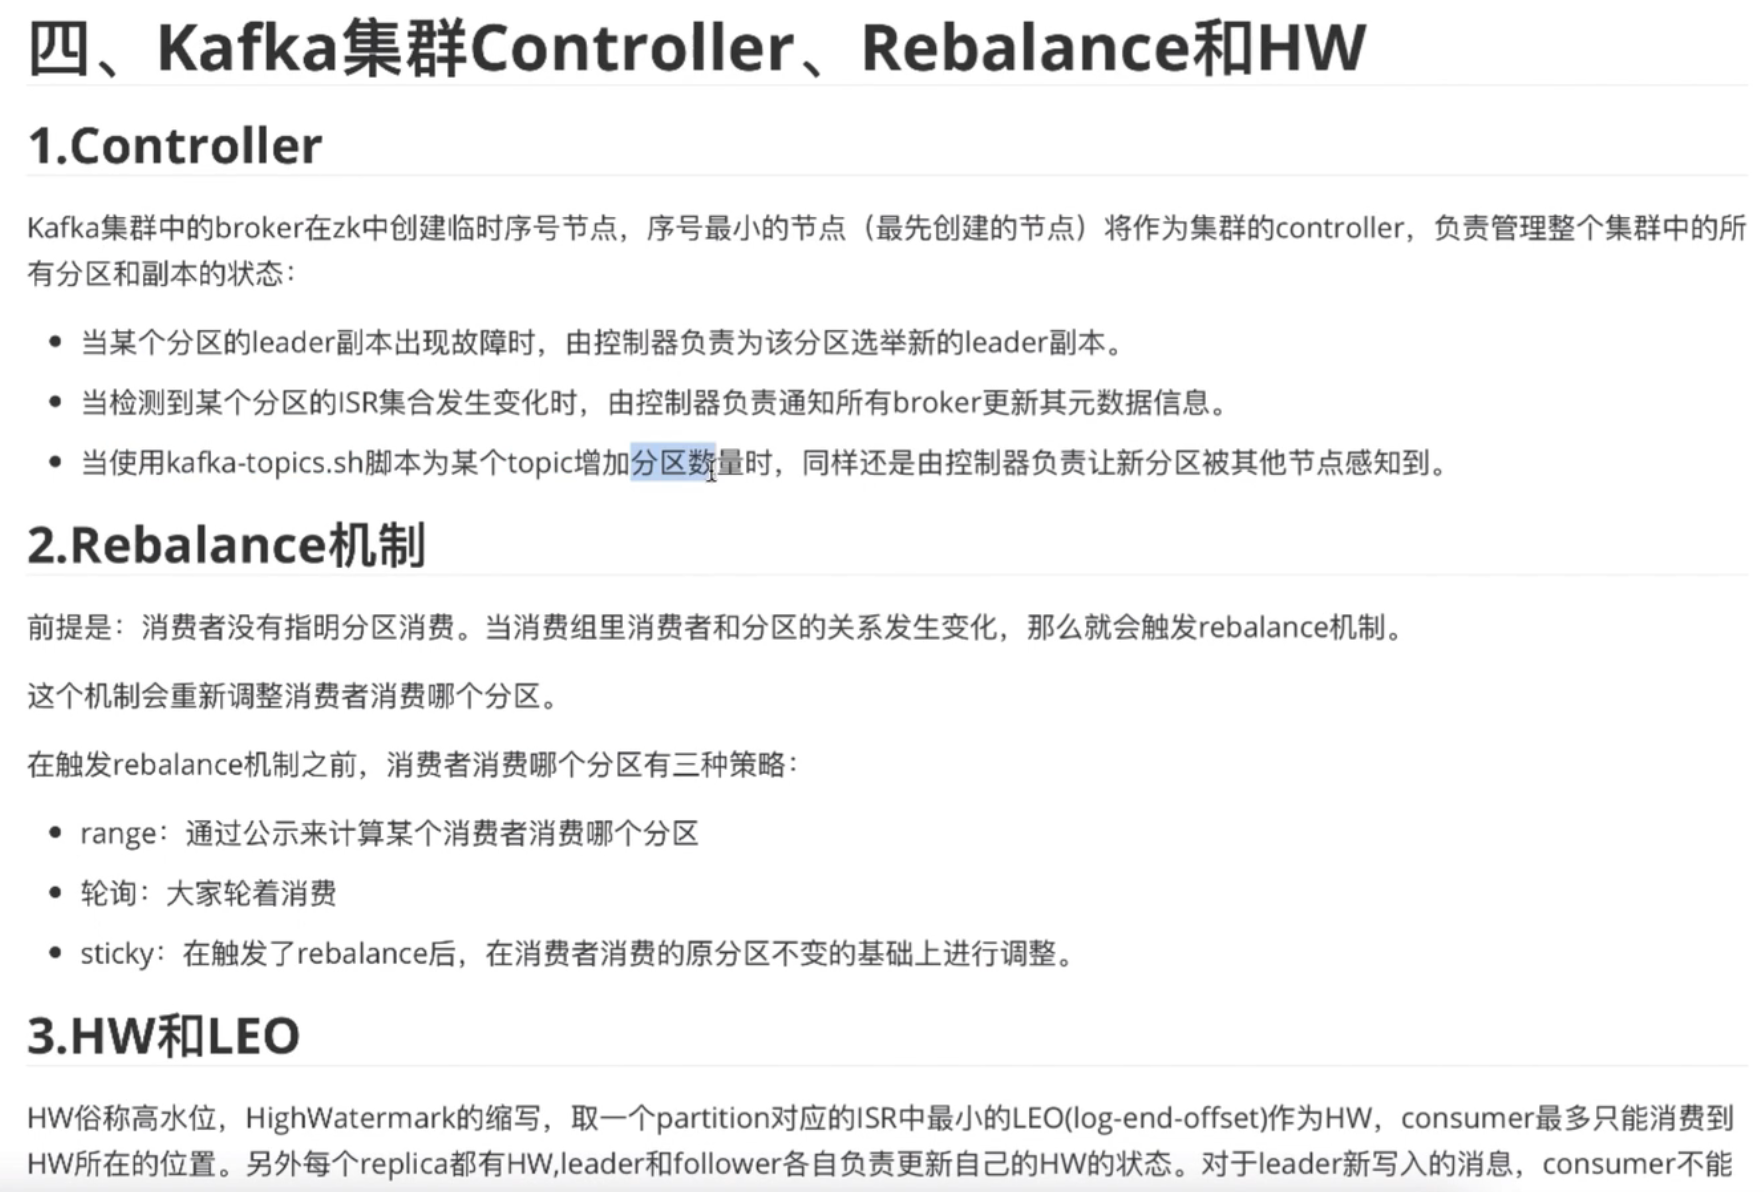 四、Kafka集群Controller、Rebalance和HW
1.Controller
Kafka集群中的broker在zk中创建临时序号节点，序号最小的节点（最先创建的节点）将作为集群的controller，负责管理整个集群中的所
有分区和副本的状态：
当某个分区的leader副本出现故障时，由控制器负责为该分区选举新的leader副本。
当检测到某个分区的ISR集合发生变化时，由控制器负责通知所有broker更新其元数据信息。
当使用kafka-topics.sh脚本为某个topic增加分区数量时，同样还是由控制器负责让新分区被其他节点感知到。
2.Rebalance机制
前提是：消费者没有指明分区消费。当消费组里消费者和分区的关系发生变化，那么就会触发rebalance机制。
这个机制会重新调整消费者消费哪个分区。
在触发rebalance机制之前，消费者消费哪个分区有三种策略：
range：通过公示来计算某个消费者消费哪个分区
轮询：大家轮着消费
sticky：在触发了rebalance后，在消费者消费的原分区不变的基础上进行调整。
3.HW和LEO
HW俗称高水位，HighWatermark的缩写，取一个partition对应的ISR中最小的LEO(log-end-offset)作为HW，consumer最多只能消费到
HW所在的位置。另外每个replica都有HW,leader和follower各自负责更新自己的HW的状态。对于leader新写入的消息，consumer不能